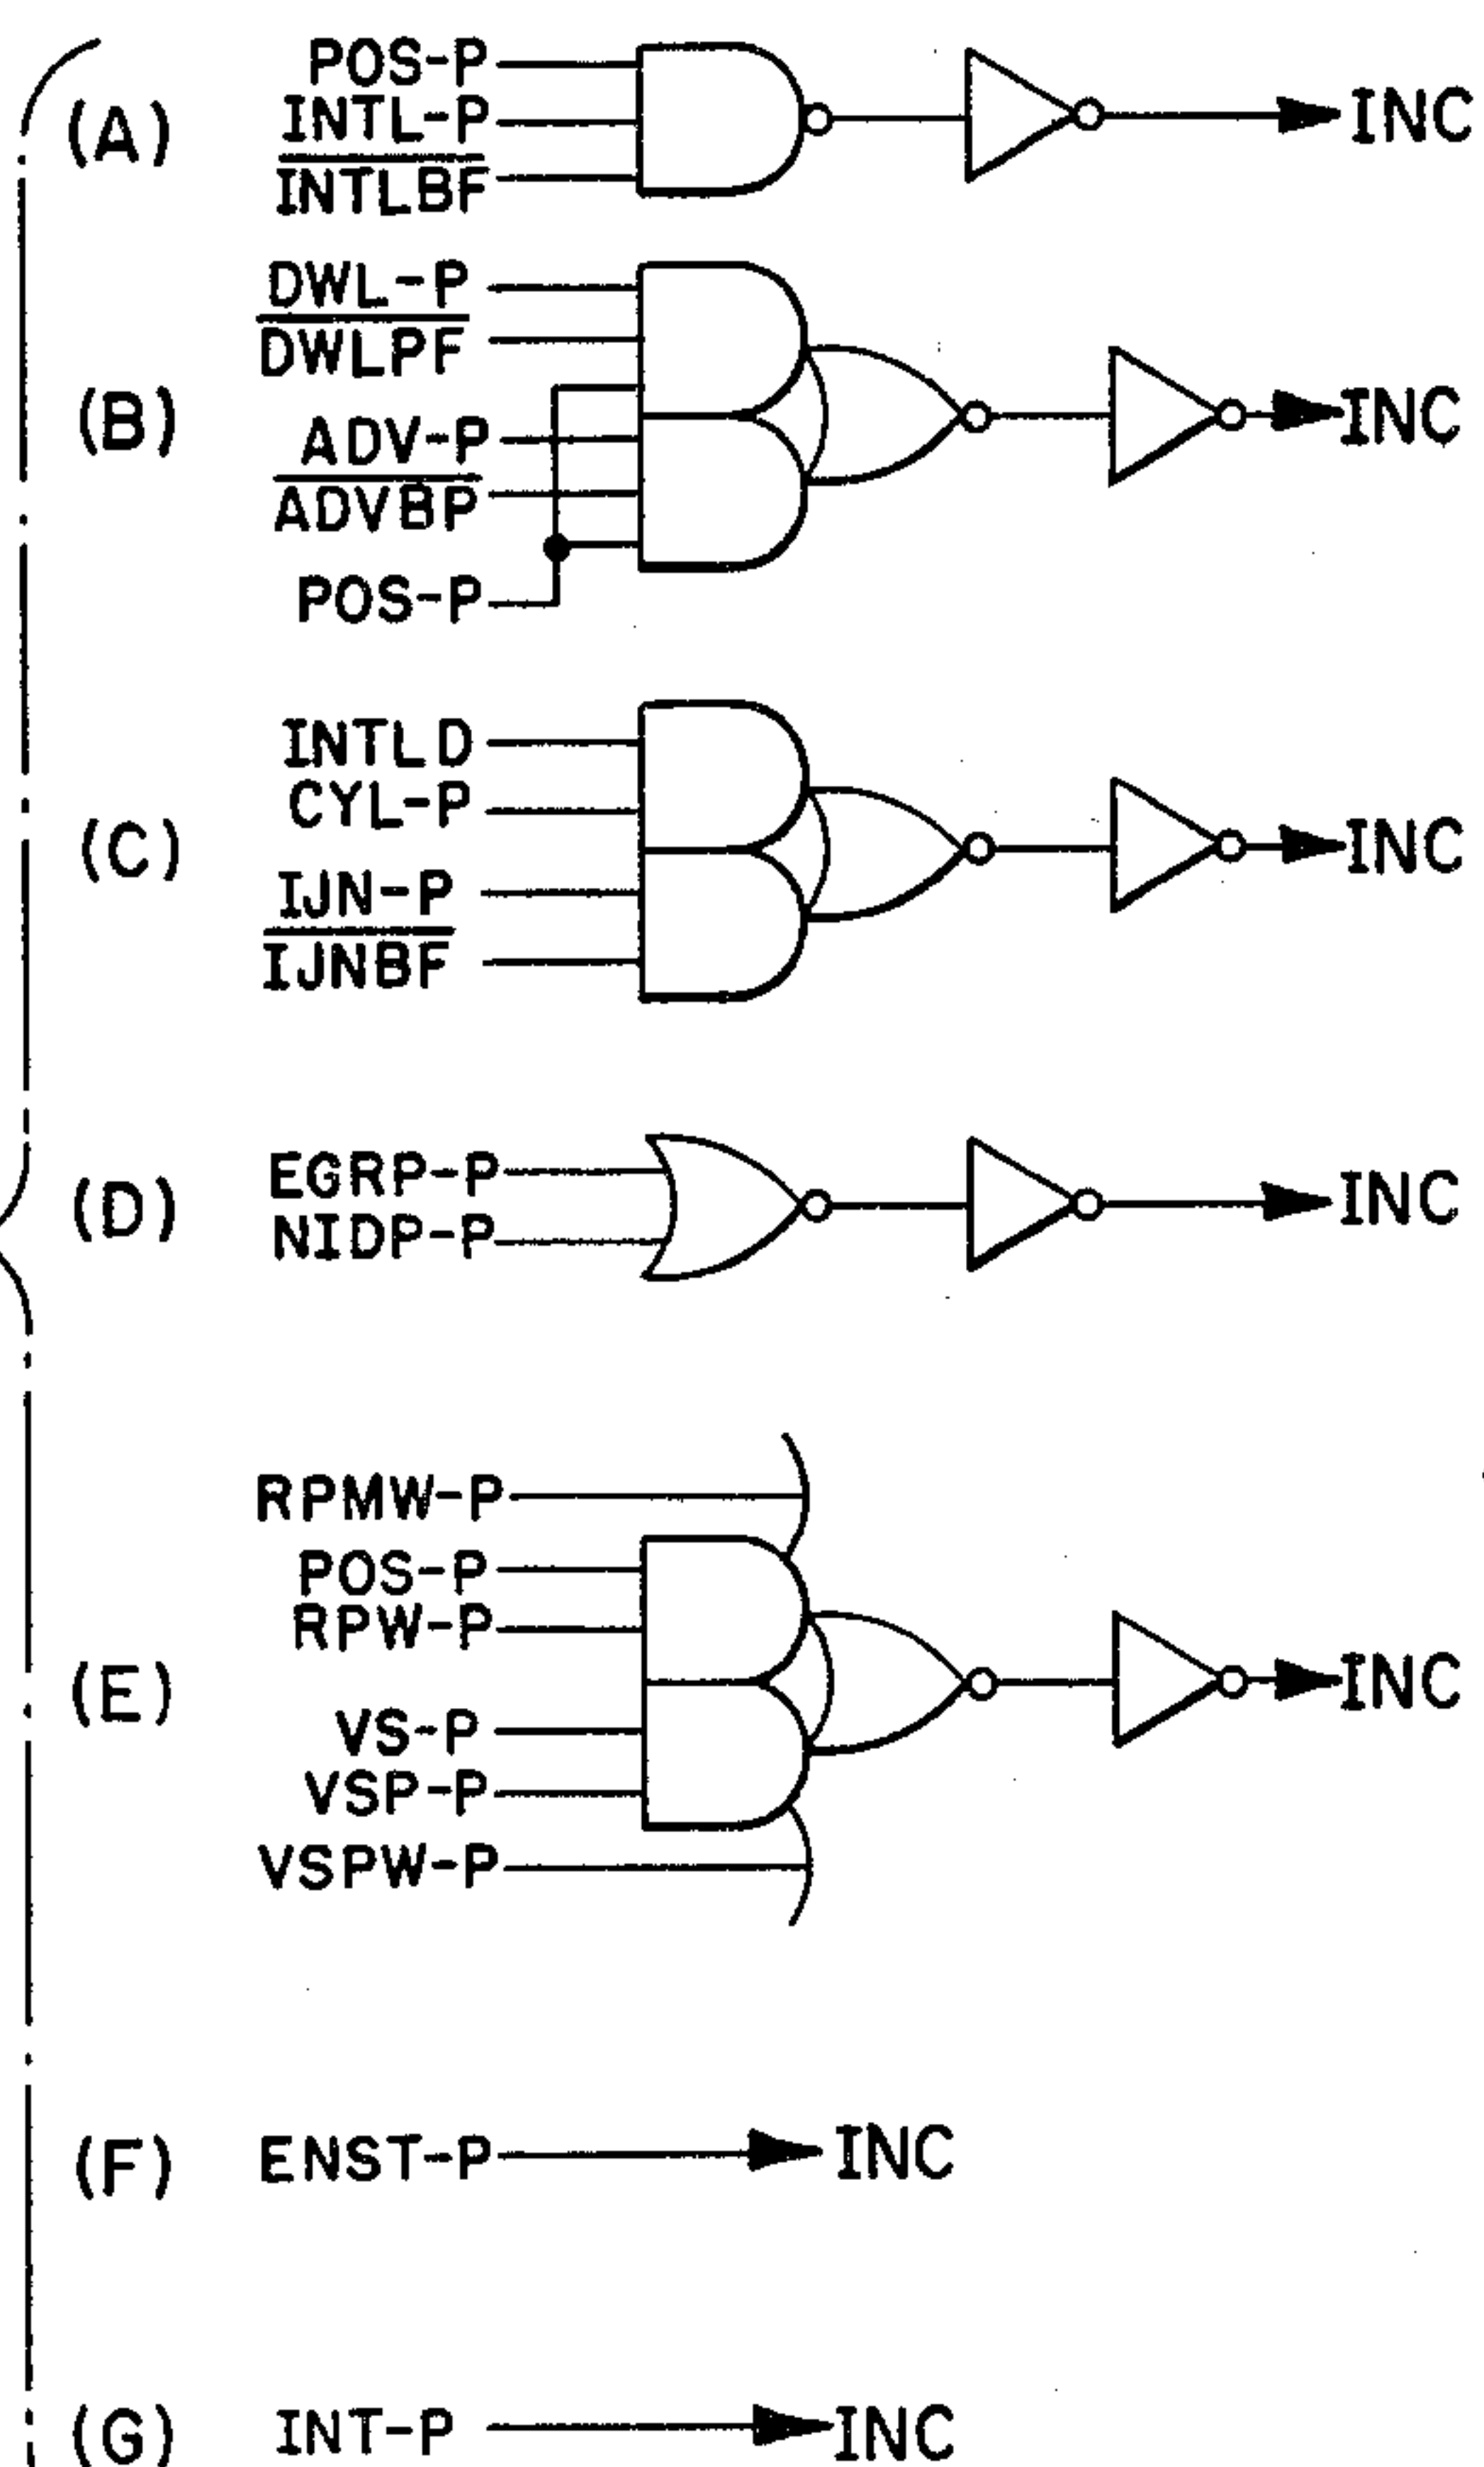 (A)
POS-P
INTL-P
INTLBF
INC
(B)
DWL-P
DWLPF
ADV-P
ADVBP
POS-P
INC
(C)
INTLD
CYL-P
IJN-P
IJNBF
INC
(D)
EGRP-P
NIDP-P
INC
(E)
RPMW-P
POS-P
RPW-P
VS-P
VSP-P
VSPW-P
INC
(F)
ENST-P
INC
(G)
INT-P
INC